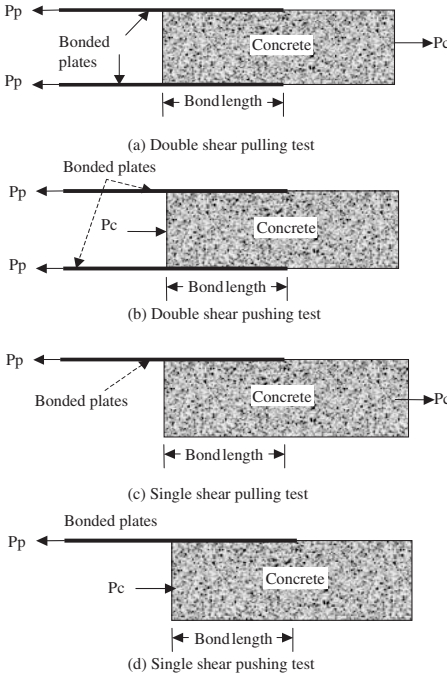 Pp
Bonded
plates
Concrete
Pc
Pp
Bond length
(a) Double shear pulling test
Bonded plates
Pp
Pc
Concrete
Pp
Bond length
(b) Double shear pushing test
Pp
Bonded plates
Concrete
Pc
Bond length
(c) Single shear pulling test
Bonded plates
Pp
Pc
Concrete
Bond length
(d) Single shear pushing test